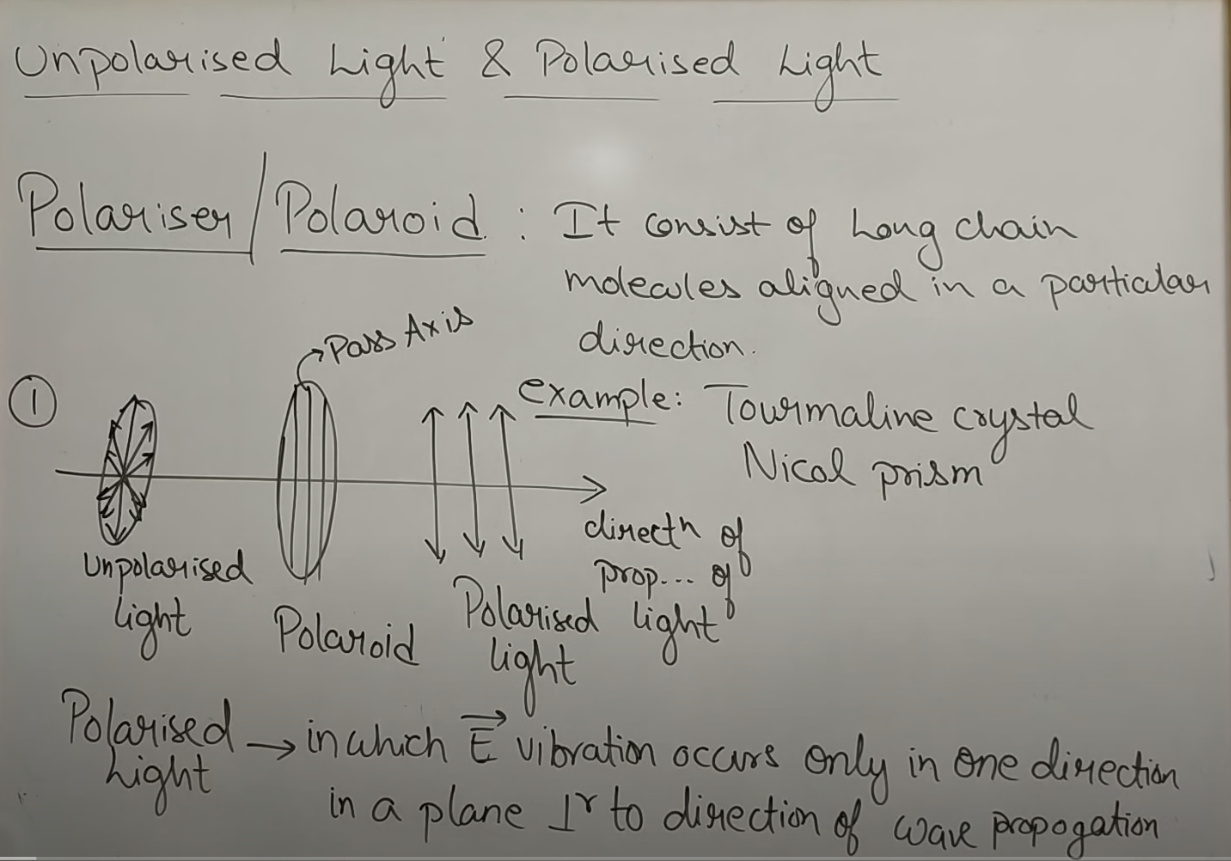 Unpolarised Light & Polarised Light
Polariser/Polaroid : It consist of Long chain
molecules aligned in a particular
direction.
Pass Axis
①
example: Tourmaline crystal
Nicol prism
Unpolarised
light
Polaroid
Polarised
light
directn of
prop... of
light
Polarised
Light → in which E⃗ vibration occurs only in one direction
in a plane ⊥r to direction of wave propogation